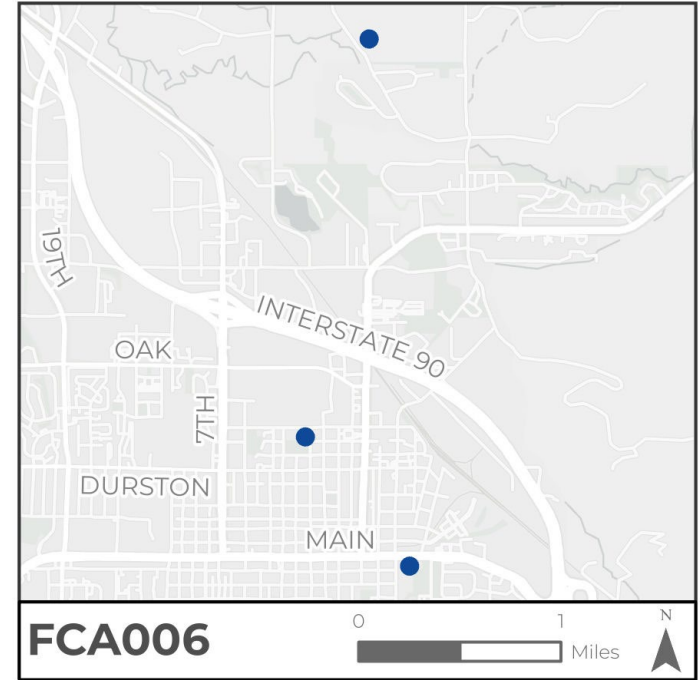 19TH
INTERSTATE 90
OAK
7TH
DURSTON
MAIN
FCA006
0 1
Miles
N